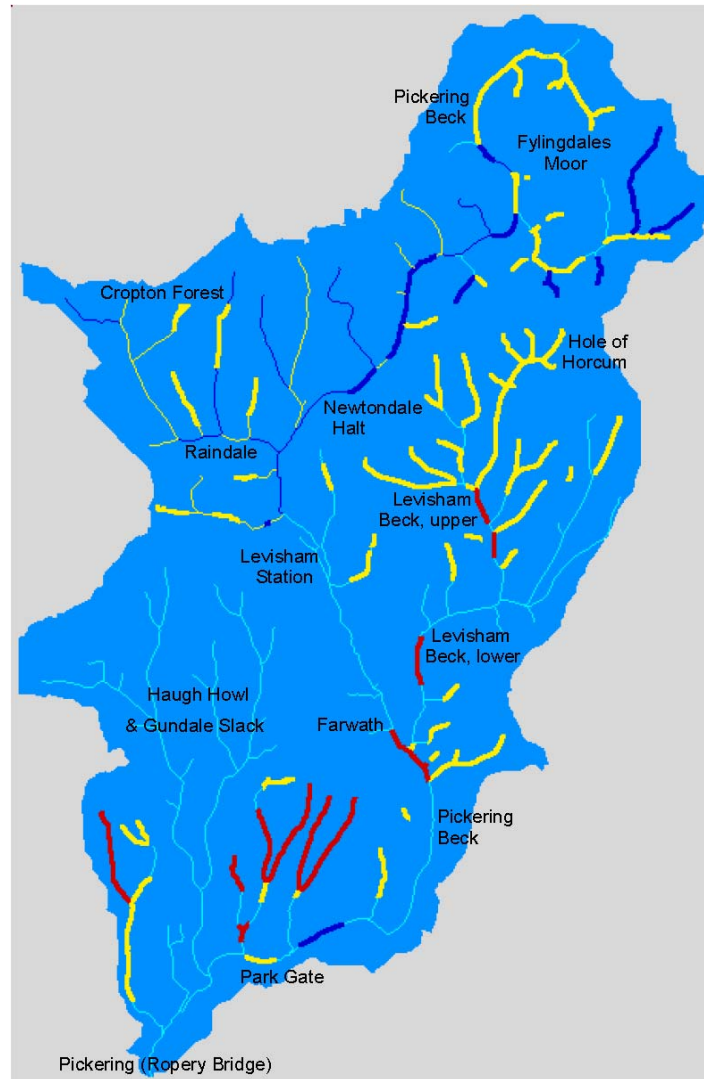 Pickering
Beck
Fylingdales
Moor
Cropton Forest
Hole of
Horcum
Newtondale
Halt
Raindale
Levisham
Beck, upper
Levisham
Station
Levisham
Beck, lower
Haugh Howl
& Gundale Slack
Farwath
Pickering
Beck
Park Gate
Pickering (Ropery Bridge)